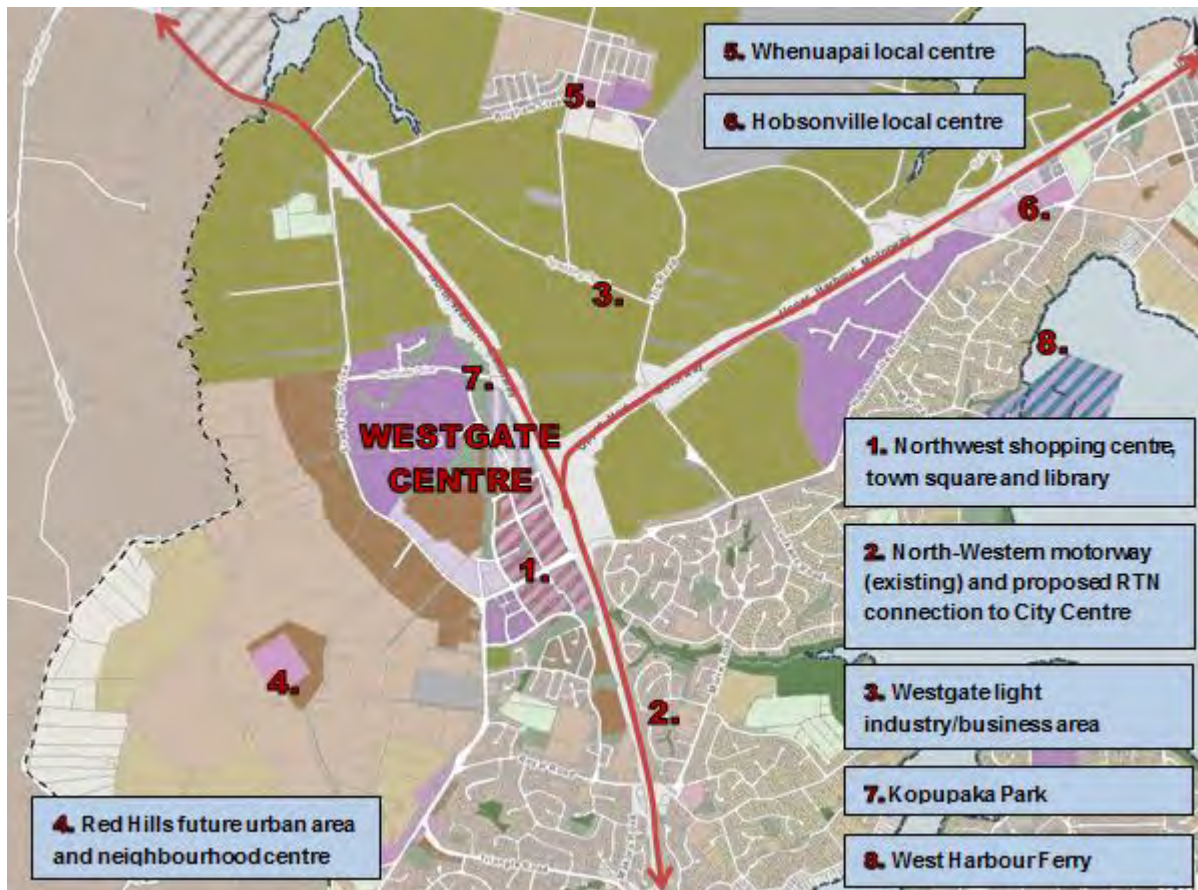 5. Whenuapai local centre
6. Hobsonville local centre
5.
6.
3.
8.
7.
WESTGATE
CENTRE
1. Northwest shopping centre,
town square and library
1.
2. North-Western motorway
(existing) and proposed RTN
connection to City Centre
4.
2.
3. Westgate light
industry/business area
7. Kopupaka Park
4. Red Hills future urban area
and neighbourhood centre
8. West Harbour Ferry
Upper Harbour Motorway